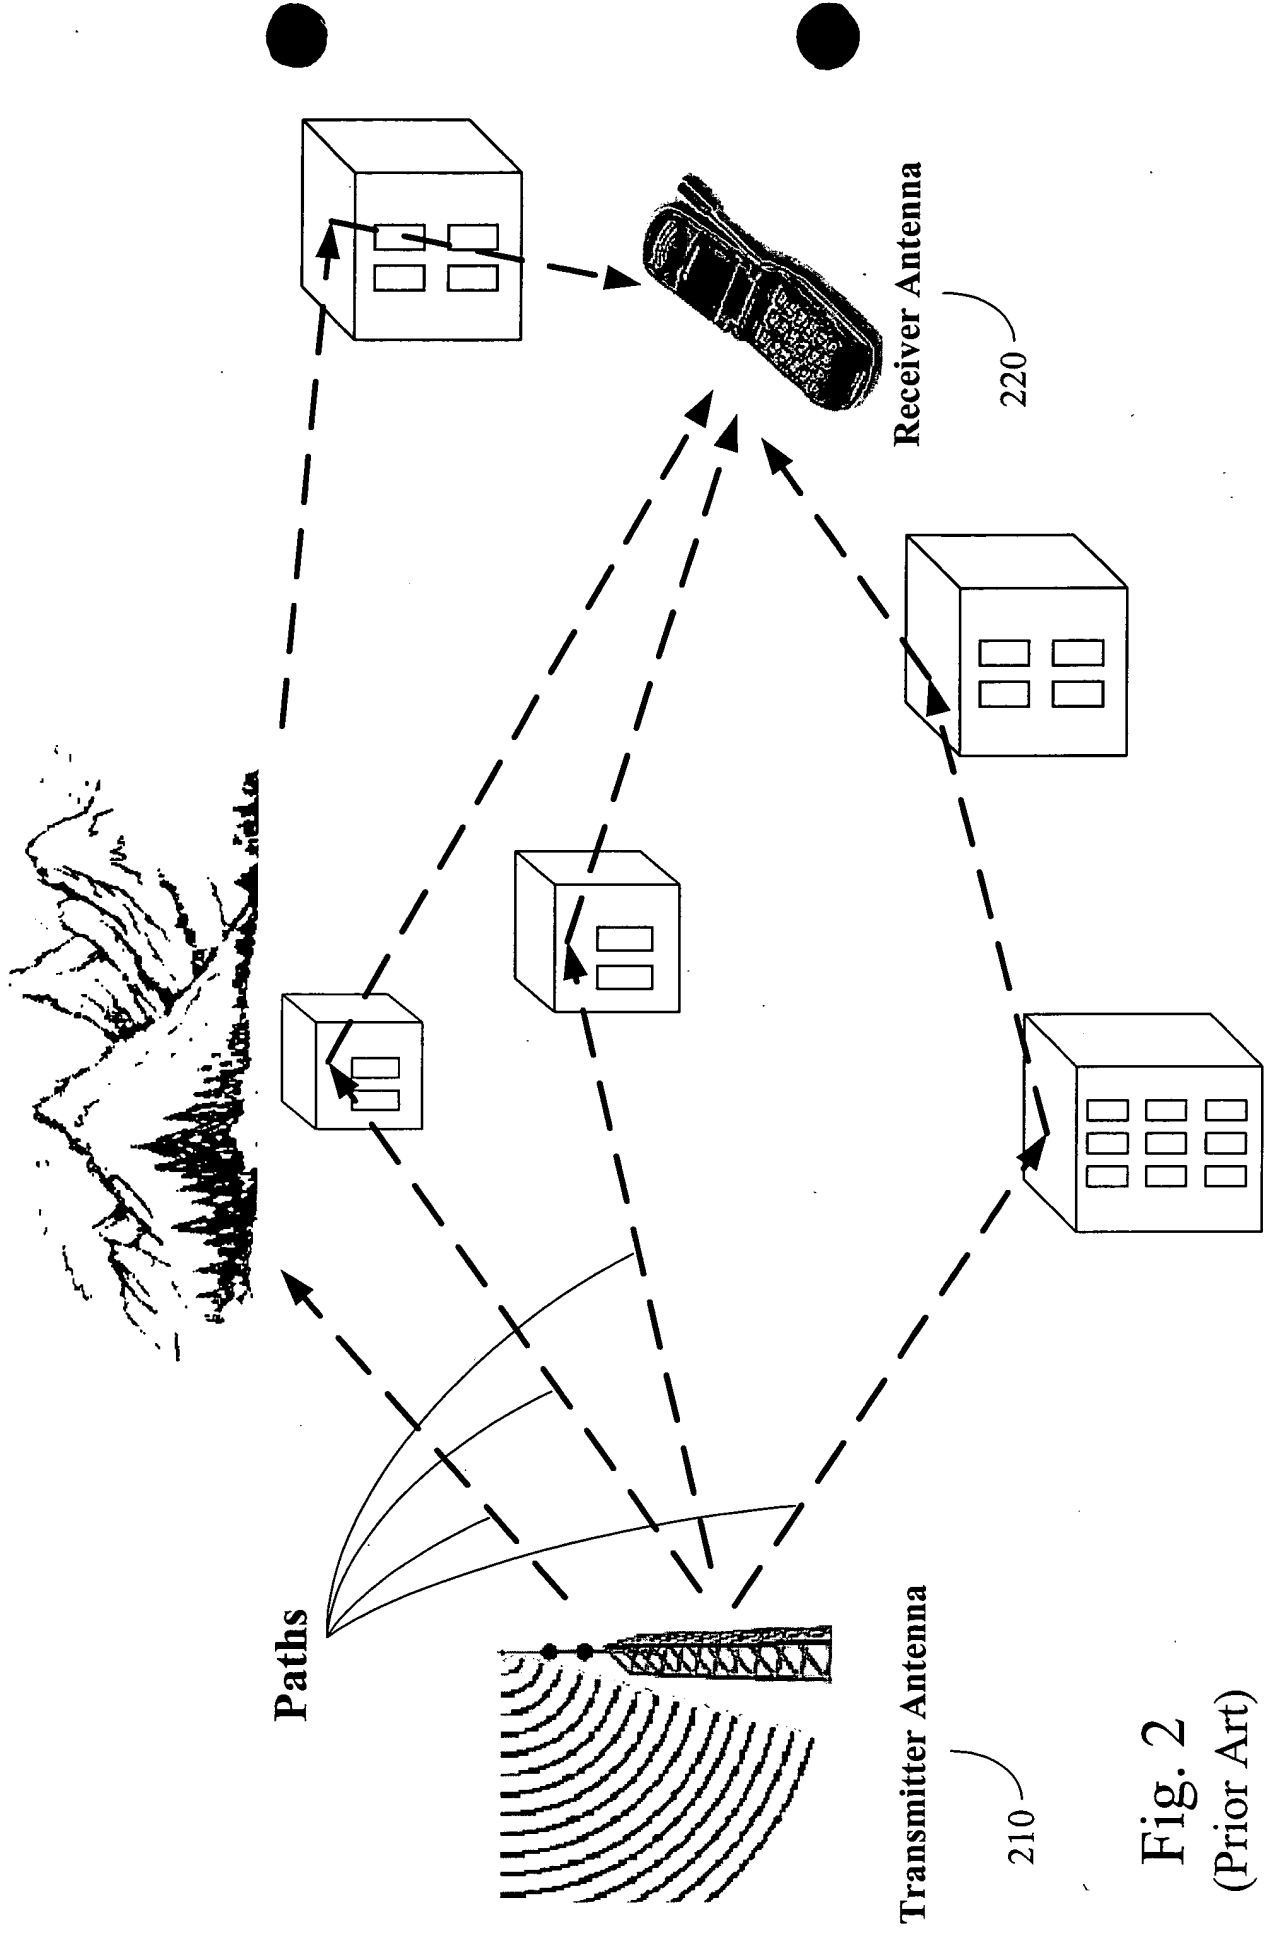 Paths
Transmitter Antenna
210
Receiver Antenna
220
Fig. 2
(Prior Art)